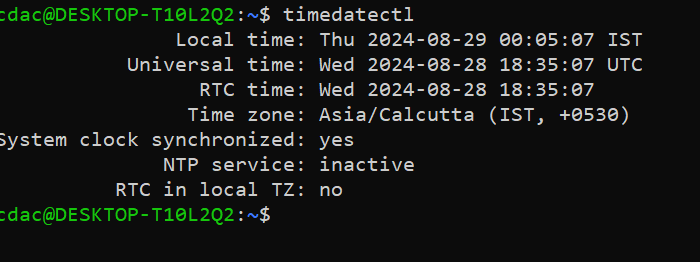 cdac@DESKTOP-T10L2Q2:~$ timedatectl
Local time: Thu 2024-08-29 00:05:07 IST
Universal time: Wed 2024-08-28 18:35:07 UTC
RTC time: Wed 2024-08-28 18:35:07
Time zone: Asia/Calcutta (IST, +0530)
System clock synchronized: yes
NTP service: inactive
RTC in local TZ: no
cdac@DESKTOP-T10L2Q2:~$